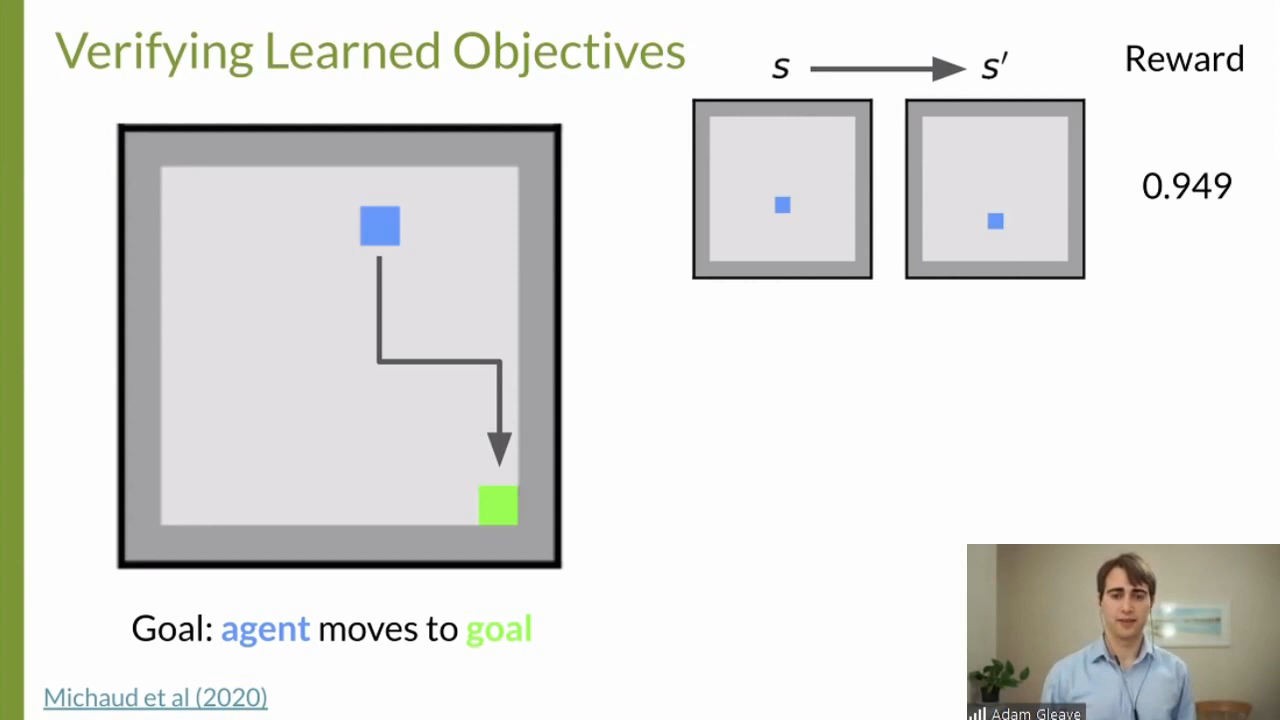 Verifying Learned Objectives
s s′ Reward
0.949
Goal: agent moves to goal
Michaud et al (2020)
Adam Gleave